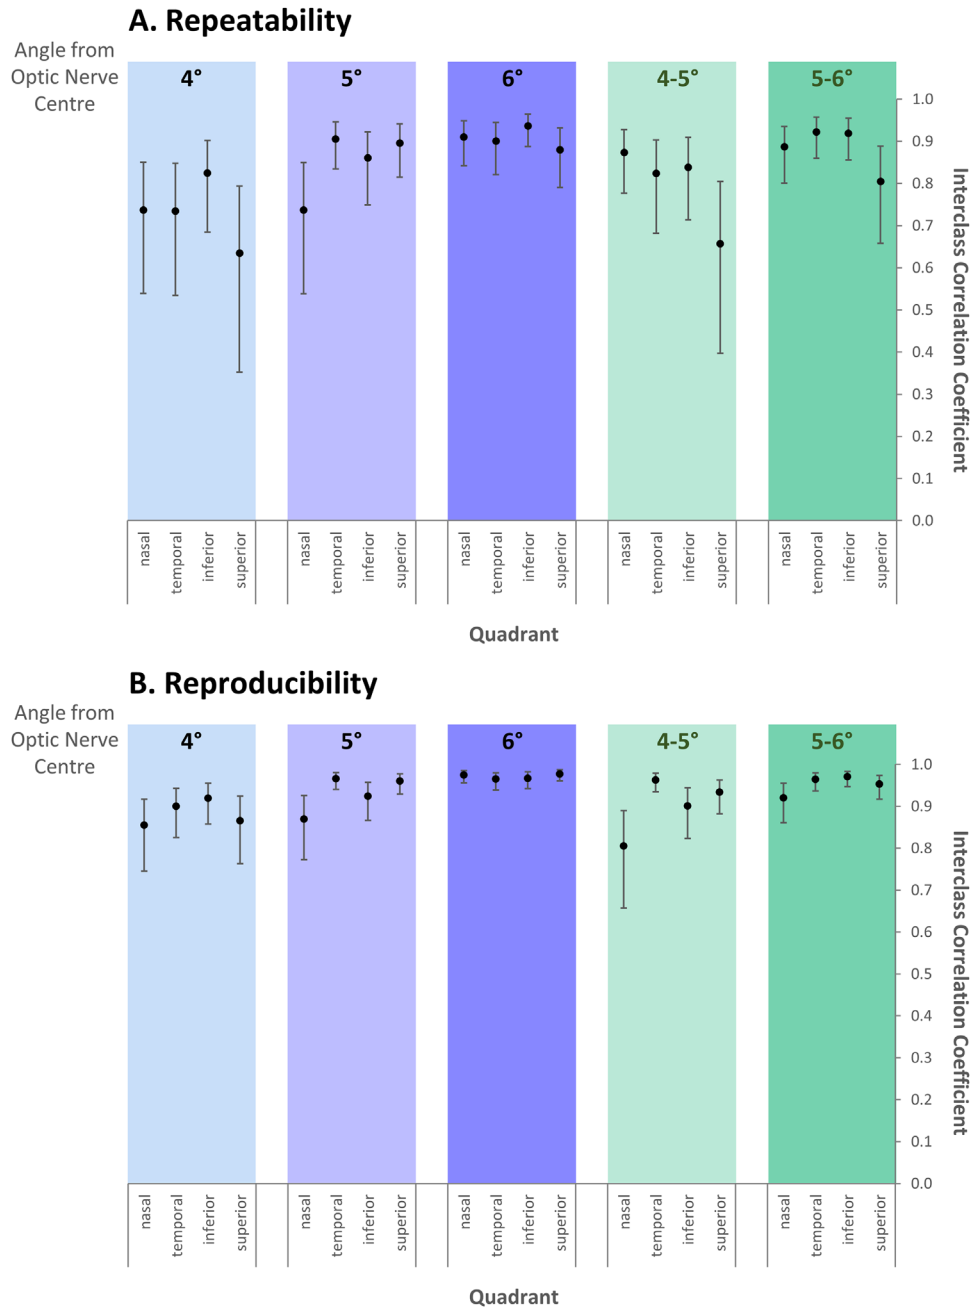 A. Repeatability
Angle from
Optic Nerve
Centre
4°
5°
6°
4-5°
5-6°
1.0
0.9
0.8
0.7
0.6
0.5
0.4
0.3
0.2
0.1
0.0
Interclass Correlation Coefficient
nasal
temporal
inferior
superior
nasal
temporal
inferior
superior
nasal
temporal
inferior
superior
nasal
temporal
inferior
superior
nasal
temporal
inferior
superior
Quadrant
B. Reproducibility
Angle from
Optic Nerve
Centre
4°
5°
6°
4-5°
5-6°
1.0
0.9
0.8
0.7
0.6
0.5
0.4
0.3
0.2
0.1
0.0
Interclass Correlation Coefficient
nasal
temporal
inferior
superior
nasal
temporal
inferior
superior
nasal
temporal
inferior
superior
nasal
temporal
inferior
superior
nasal
temporal
inferior
superior
Quadrant